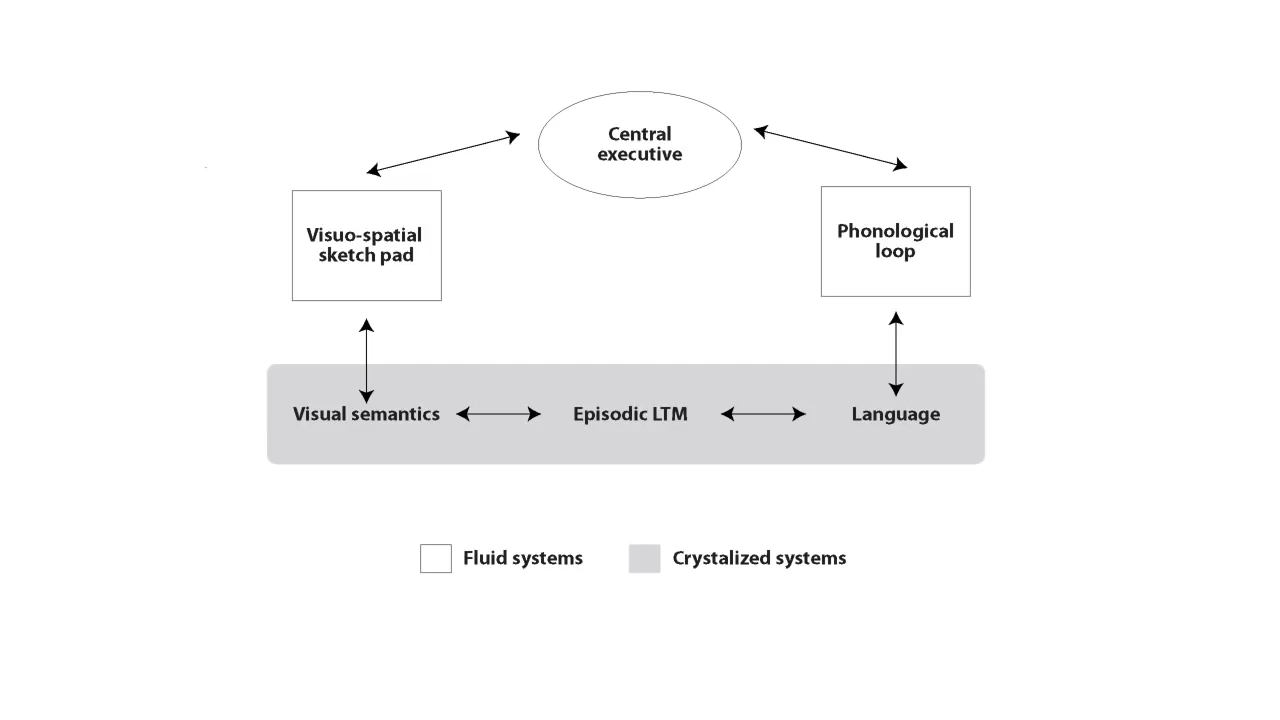 Central
executive
Visuo-spatial
sketch pad
Phonological
loop
Visual semantics
Episodic LTM
Language
Fluid systems
Crystalized systems